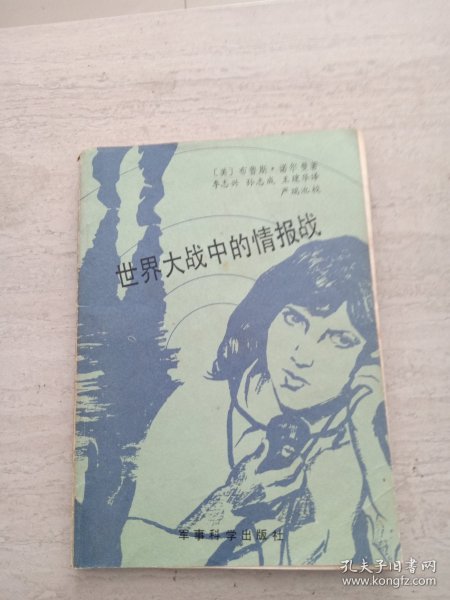 〔美〕布鲁斯·诺尔曼著
李志兴 孙志成 王建华译
严瑞池校
世界大战中的情报战
军事科学出版社
孔夫子旧书网
www.kongfz.com